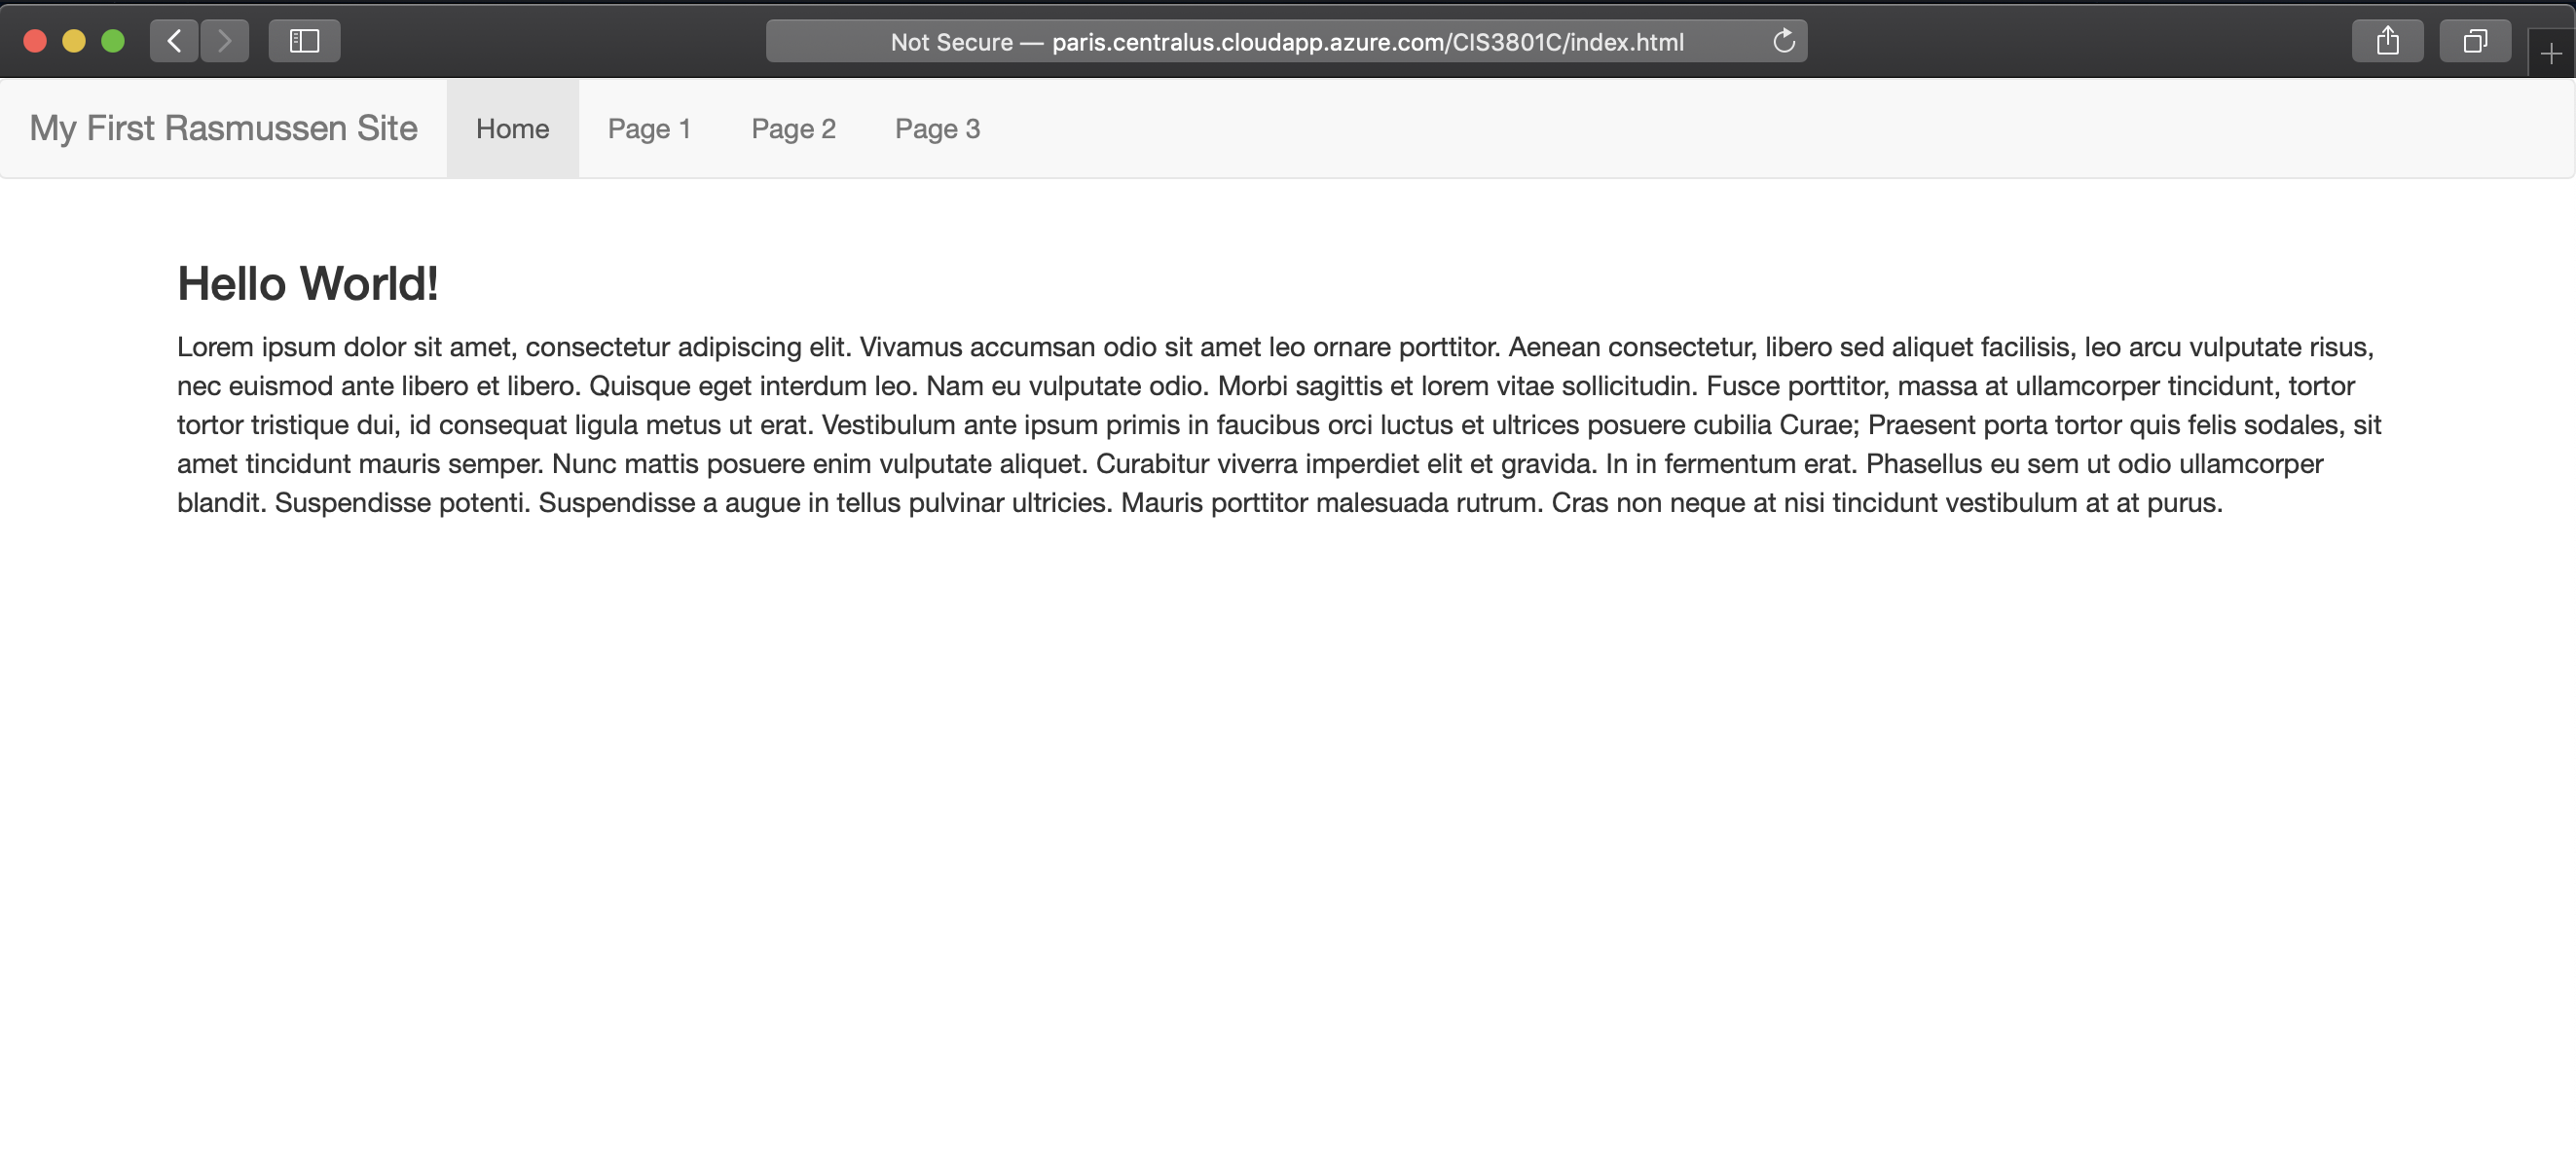 Not Secure — paris.centralus.cloudapp.azure.com/CIS3801C/index.html
My First Rasmussen Site Home Page 1 Page 2 Page 3
Hello World!
Lorem ipsum dolor sit amet, consectetur adipiscing elit. Vivamus accumsan odio sit amet leo ornare porttitor. Aenean consectetur, libero sed aliquet facilisis, leo arcu vulputate risus,
nec euismod ante libero et libero. Quisque eget interdum leo. Nam eu vulputate odio. Morbi sagittis et lorem vitae sollicitudin. Fusce porttitor, massa at ullamcorper tincidunt, tortor
tortor tristique dui, id consequat ligula metus ut erat. Vestibulum ante ipsum primis in faucibus orci luctus et ultrices posuere cubilia Curae; Praesent porta tortor quis felis sodales, sit
amet tincidunt mauris semper. Nunc mattis posuere enim vulputate aliquet. Curabitur viverra imperdiet elit et gravida. In in fermentum erat. Phasellus eu sem ut odio ullamcorper
blandit. Suspendisse potenti. Suspendisse a augue in tellus pulvinar ultricies. Mauris porttitor malesuada rutrum. Cras non neque at nisi tincidunt vestibulum at at purus.